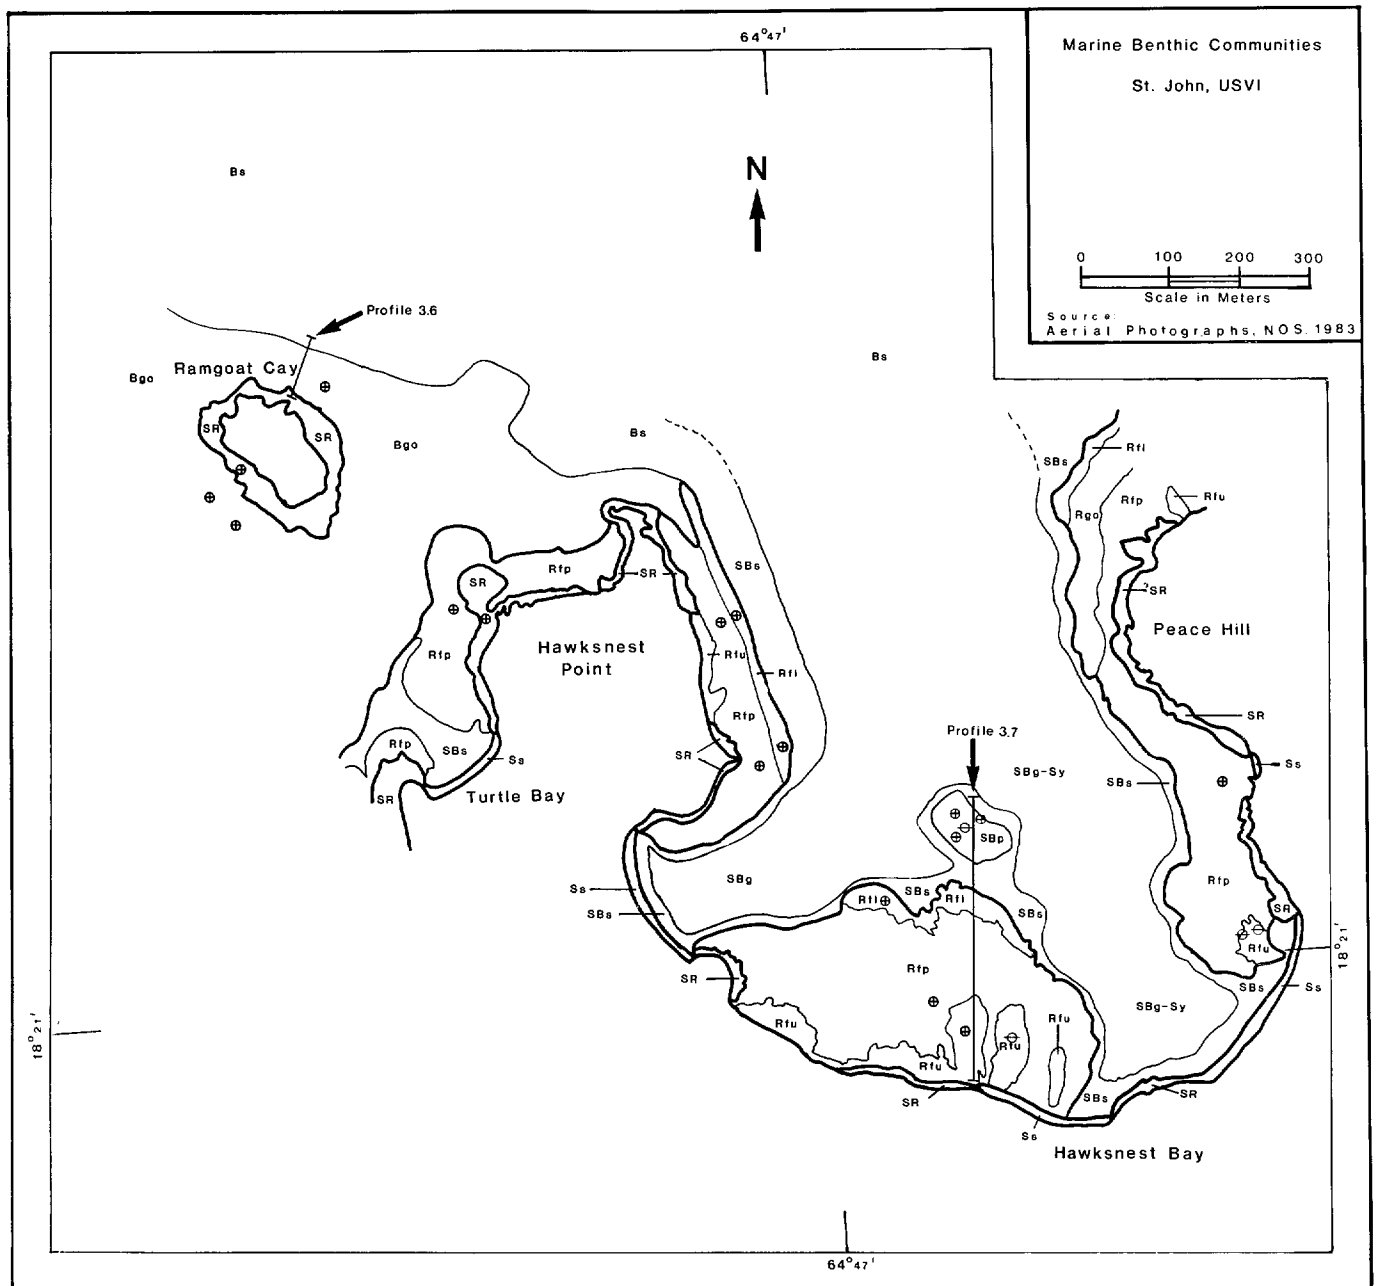 64°47'
Marine Benthic Communities
St. John, USVI
0 100 200 300
Scale in Meters
Source:
Aerial Photographs, NOS. 1983
N
Bs
Profile 3.6
Bs
Ramgoat Cay
Bgo
SR
SR
Bgo
Bs
SBs
Rfl
Rfp
Rfu
Rgo
SBs
Rfp
SR
SR
SR
Peace Hill
Hawksnest
Point
Rfp
Rfu
Rfl
Rfp
SR
Profile 3.7
Rfp
SBs
Ss
SR
SBg-Sy
SBs
Ss
SR
Turtle Bay
SBp
SBg
Ss
SBs
Rfl
SBs
Rfl
SBs
Rfp
SR
Rfu
18°21'
SR
Rfp
SBs
Ss
SBg-Sy
Rfu
Rfu
Rfu
Rfu
18°21'
SR
SBs
SR
Ss
Hawksnest Bay
64°47'